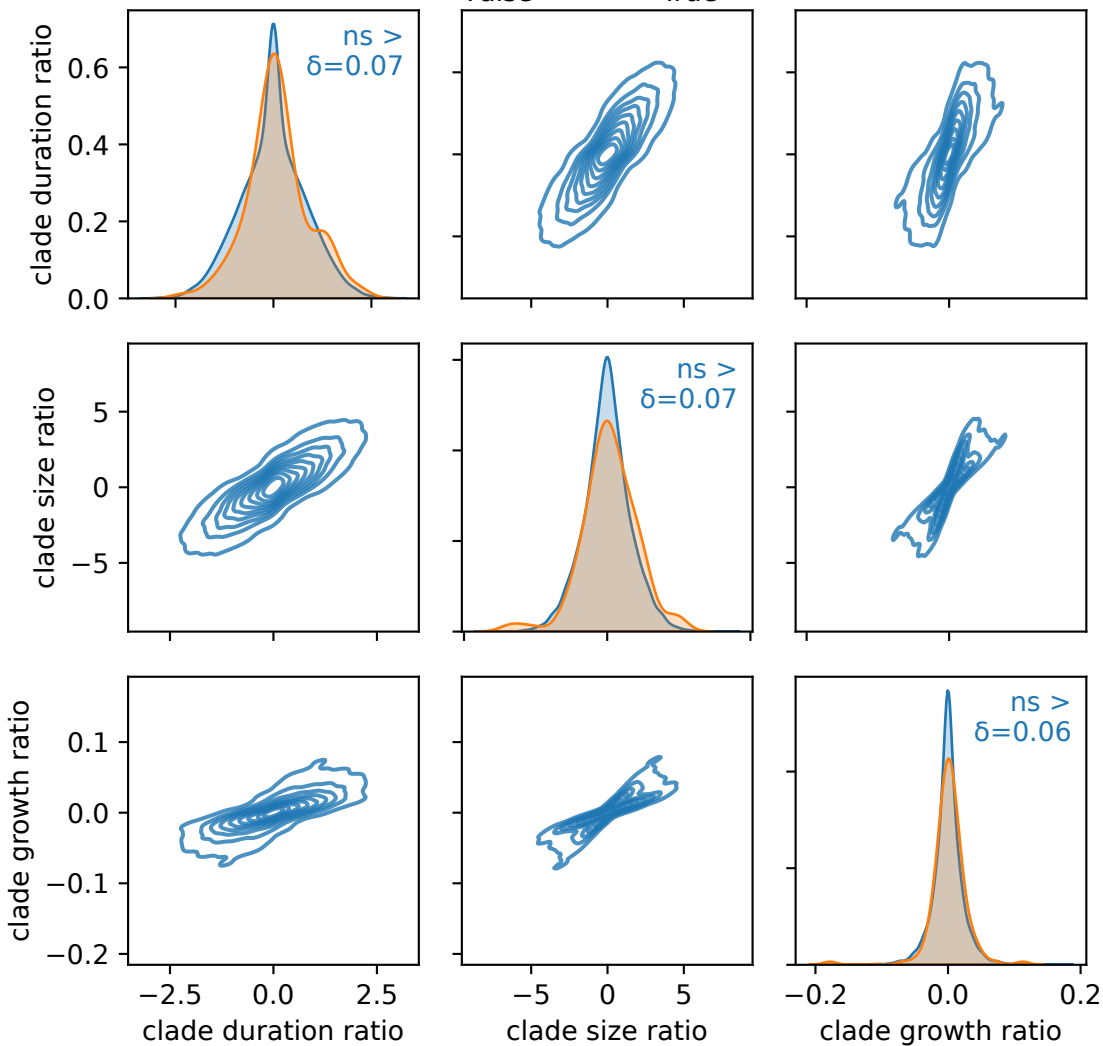 clade duration ratio
0.6
0.4
0.2
0.0
ns >
δ=0.07
clade size ratio
5
0
−5
ns >
δ=0.07
clade growth ratio
0.1
0.0
−0.1
−0.2
ns >
δ=0.06
−2.5 0.0 2.5
clade duration ratio
−5 0 5
clade size ratio
−0.2 0.0 0.2
clade growth ratio